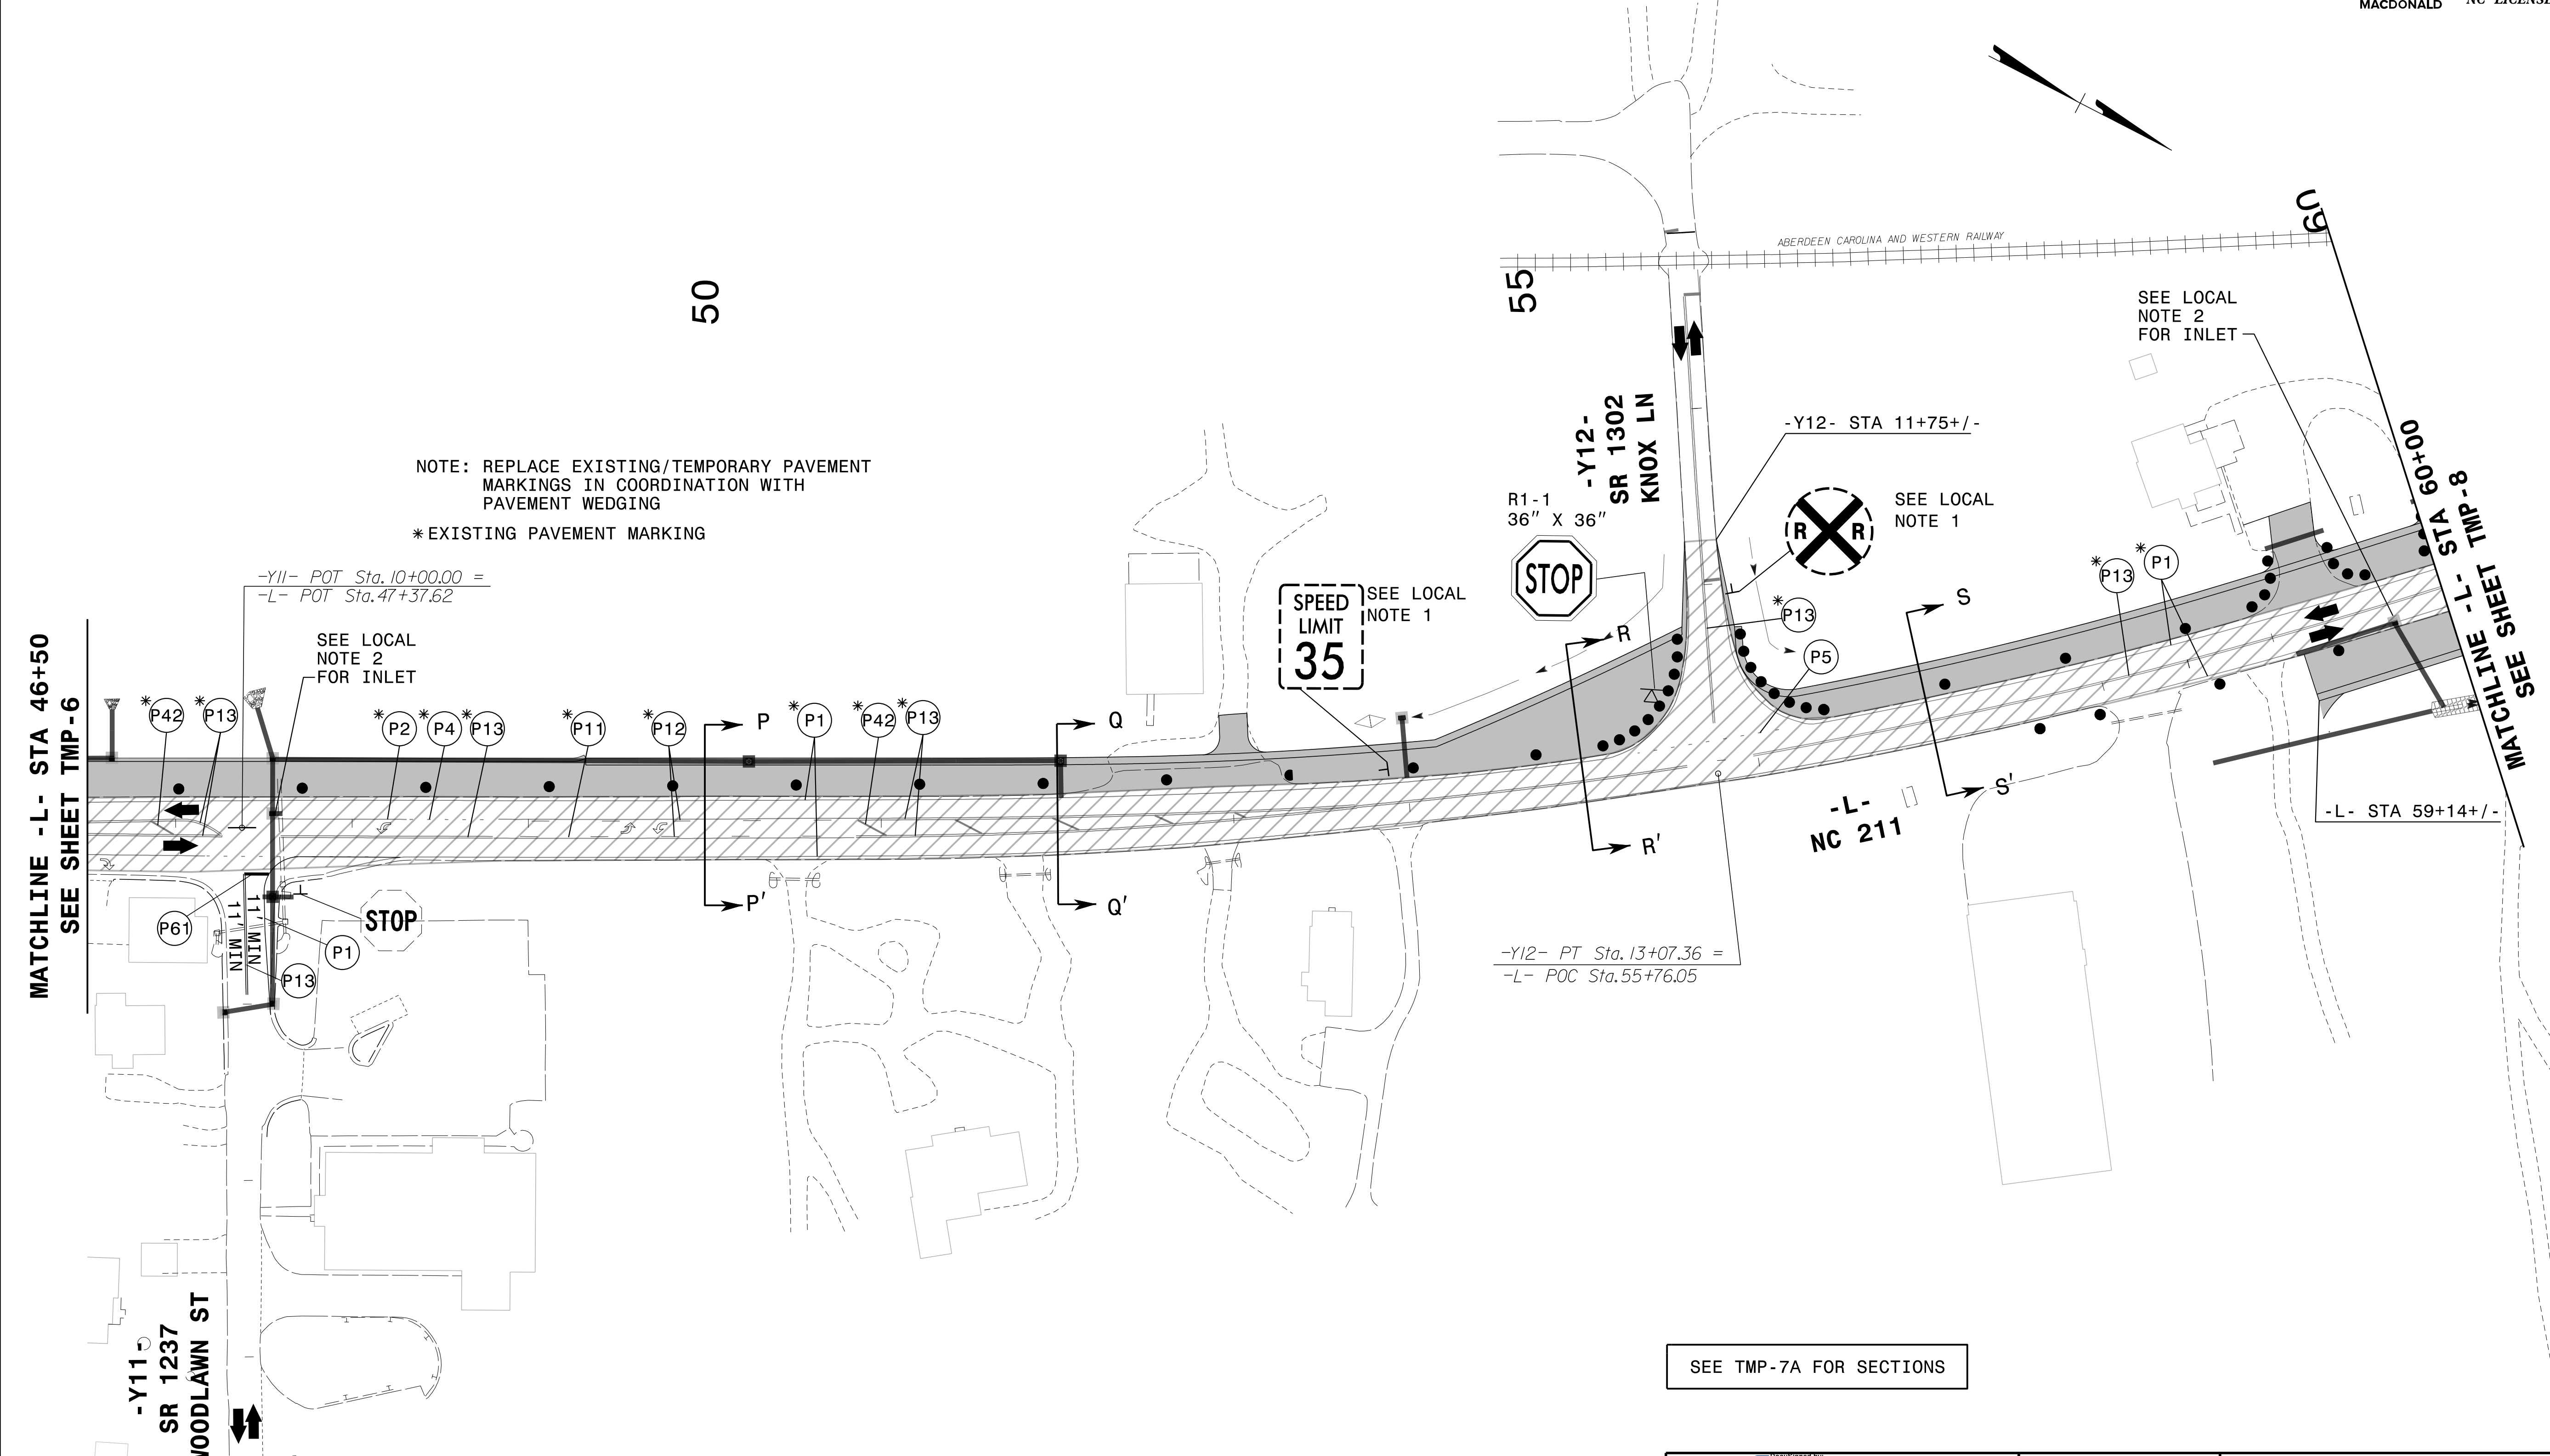 MACDONALD
MATCHLINE -L- STA 46+50
SEE SHEET TMP-6
50
55
60
ABERDEEN CAROLINA AND WESTERN RAILWAY
SEE LOCAL
NOTE 2
FOR INLET
-Y12-
SR 1302
KNOX LN
-Y12- STA 11+75+/-
NOTE: REPLACE EXISTING/TEMPORARY PAVEMENT
MARKINGS IN COORDINATION WITH
PAVEMENT WEDGING
*EXISTING PAVEMENT MARKING
R1-1
36" X 36"
STOP
R R
SEE LOCAL
NOTE 1
-Y11- POT Sta.10+00.00 =
-L- POT Sta.47+37.62
SEE LOCAL
NOTE 2
FOR INLET
SPEED
LIMIT
35
SEE LOCAL
NOTE 1
*P13
*P1
*P13
P5
R
S
*P42
*P13
*P2
*P4
*P13
*P11
*P12
P
*P1
*P42
*P13
Q
S'
R'
P'
Q'
-L-
NC 211
-L- STA 59+14+/-
MATCHLINE -L- STA 60+00
SEE SHEET TMP-8
P61
11' MIN
11' MIN
STOP
P1
P13
-Y12- PT Sta.13+07.36 =
-L- POC Sta.55+76.05
-Y11-
SR 1237
WOODLAWN ST
SEE TMP-7A FOR SECTIONS